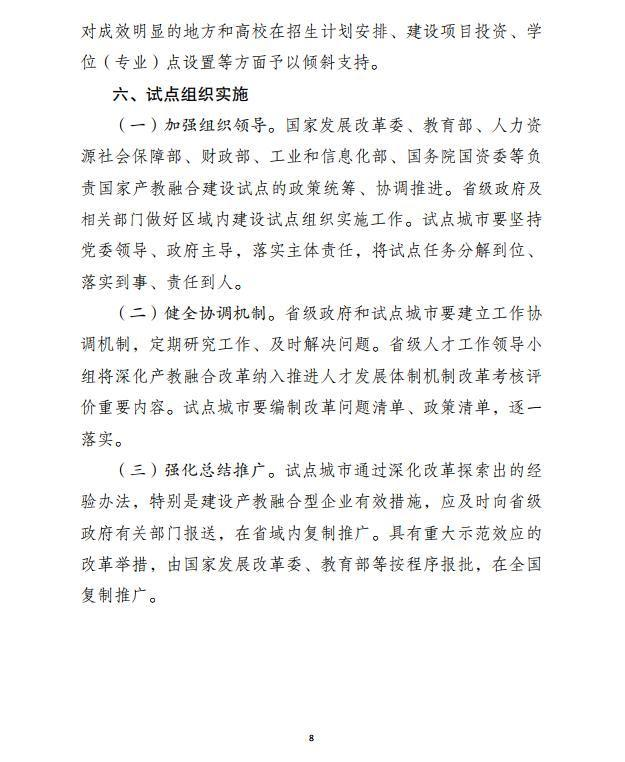 对成效明显的地方和高校在招生计划安排、建设项目投资、学
位（专业）点设置等方面予以倾斜支持。
六、试点组织实施
（一）加强组织领导。国家发展改革委、教育部、人力资
源社会保障部、财政部、工业和信息化部、国务院国资委等负
责国家产教融合建设试点的政策统筹、协调推进。省级政府及
相关部门做好区域内建设试点组织实施工作。试点城市要坚持
党委领导、政府主导，落实主体责任，将试点任务分解到位、
落实到事、责任到人。
（二）健全协调机制。省级政府和试点城市要建立工作协
调机制，定期研究工作、及时解决问题。省级人才工作领导小
组将深化产教融合改革纳入推进人才发展体制机制改革考核评
价重要内容。试点城市要编制改革问题清单、政策清单，逐一
落实。
（三）强化总结推广。试点城市通过深化改革探索出的经
验办法，特别是建设产教融合型企业有效措施，应及时向省级
政府有关部门报送，在省域内复制推广。具有重大示范效应的
改革举措，由国家发展改革委、教育部等按程序报批，在全国
复制推广。
8